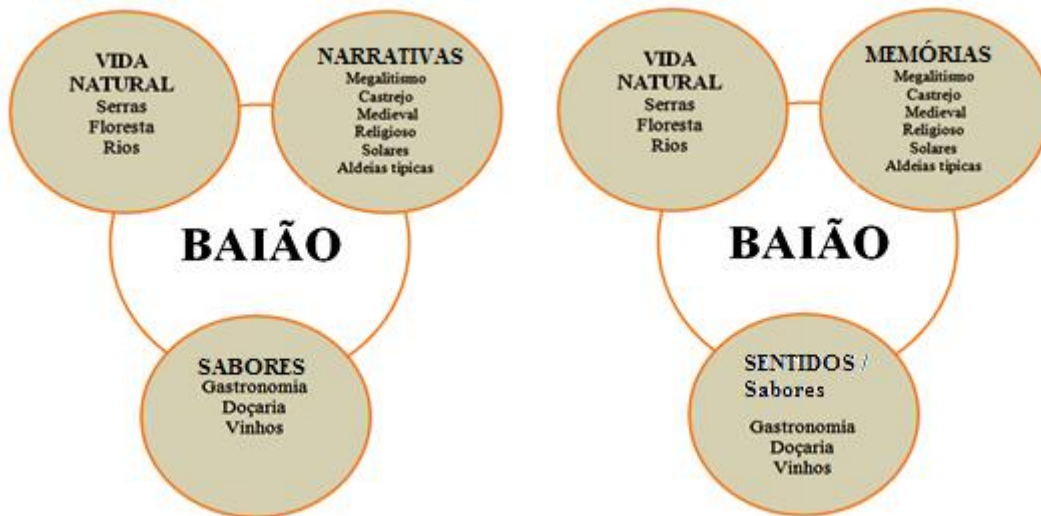 VIDA
NATURAL
Serras
Floresta
Rios
NARRATIVAS
Megalitismo
Castrejo
Medieval
Religioso
Solares
Aldeias típicas
BAIÃO
SABORES
Gastronomia
Doçaria
Vinhos
VIDA
NATURAL
Serras
Floresta
Rios
MEMÓRIAS
Megalitismo
Castrejo
Medieval
Religioso
Solares
Aldeias típicas
BAIÃO
SENTIDOS /
Sabores
Gastronomia
Doçaria
Vinhos